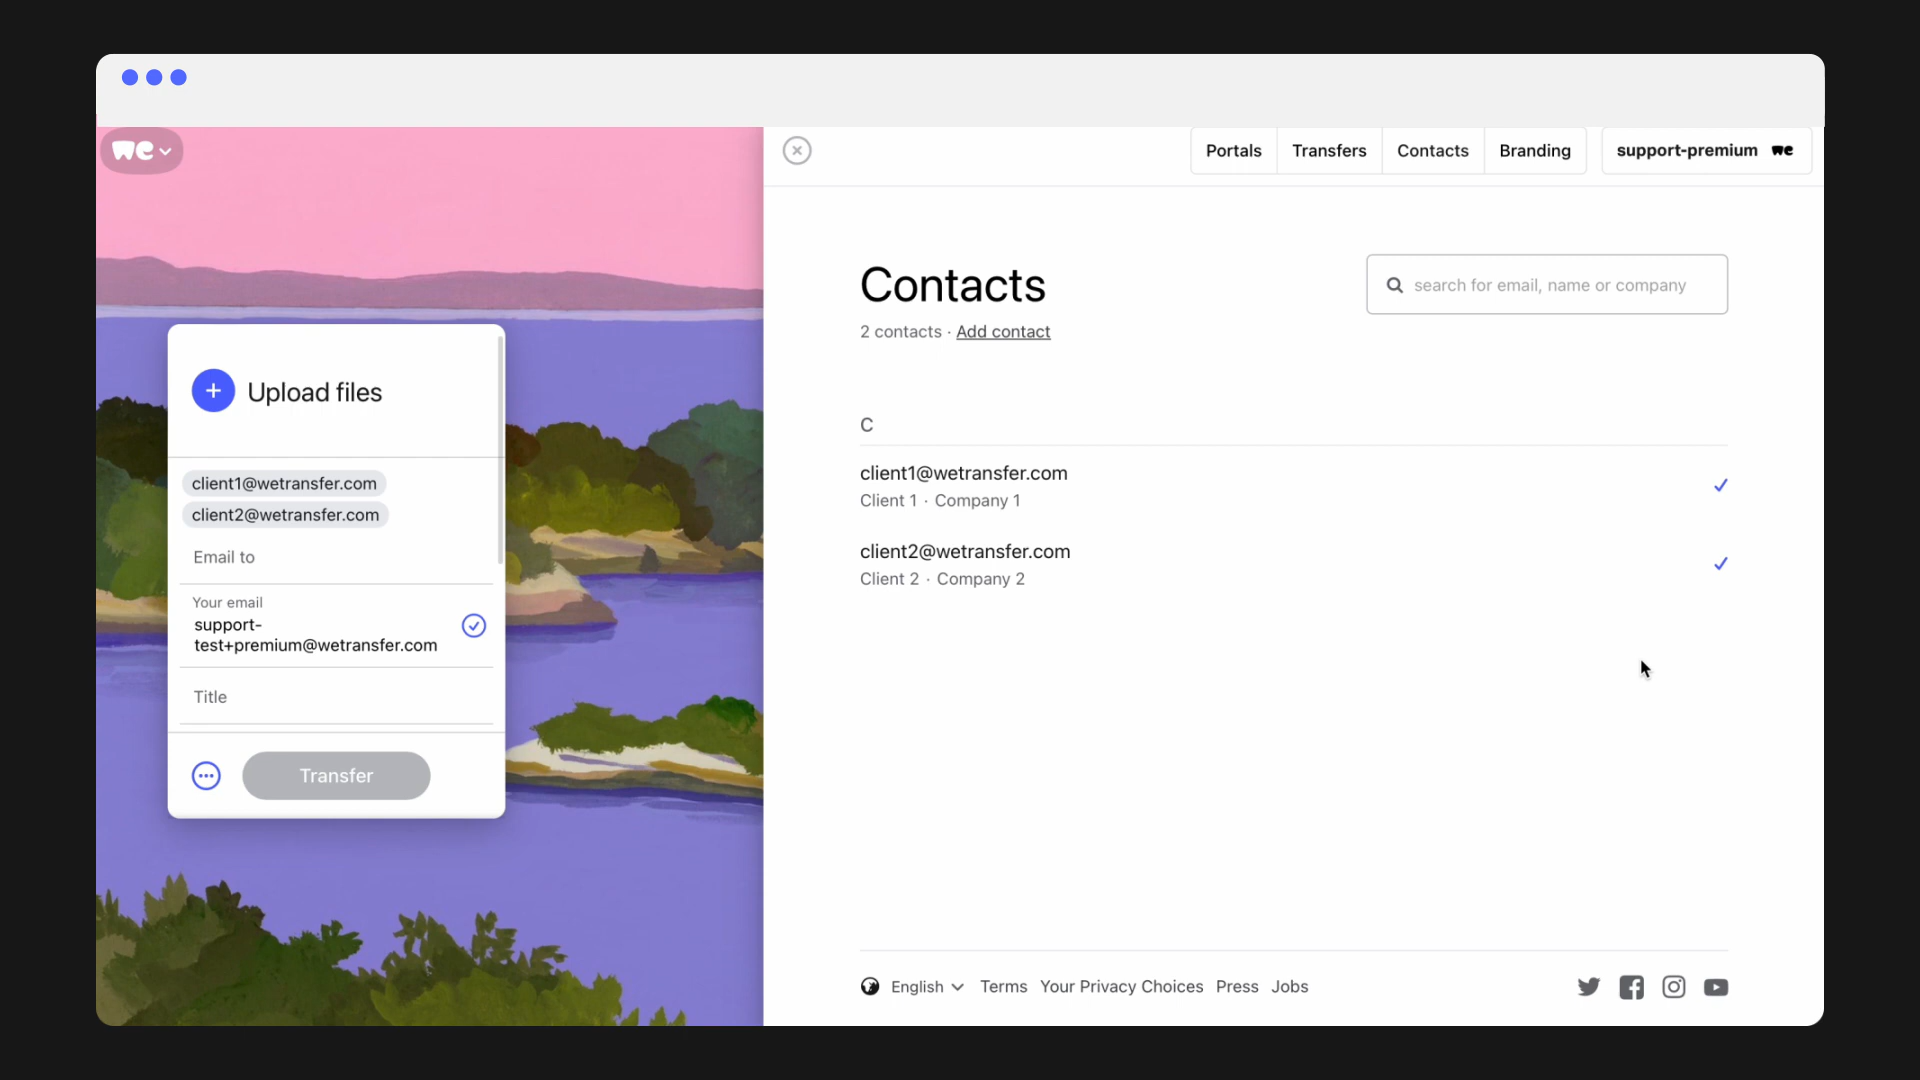 we
Portals
Transfers
Contacts
Branding
support-premium we
Upload files
client1@wetransfer.com
client2@wetransfer.com
Email to
Your email
support-
test+premium@wetransfer.com
Title
Transfer
Contacts
search for email, name or company
2 contacts · Add contact
C
client1@wetransfer.com
Client 1 · Company 1
client2@wetransfer.com
Client 2 · Company 2
English
Terms
Your Privacy Choices
Press
Jobs